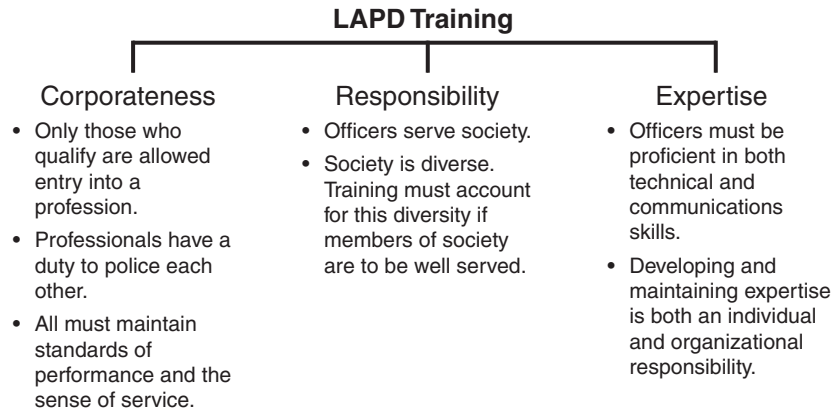 LAPD Training
Corporateness
• Only those who
qualify are allowed
entry into a
profession.
• Professionals have a
duty to police each
other.
• All must maintain
standards of
performance and the
sense of service.
Responsibility
• Officers serve society.
• Society is diverse.
Training must account
for this diversity if
members of society
are to be well served.
Expertise
• Officers must be
proficient in both
technical and
communications
skills.
• Developing and
maintaining expertise
is both an individual
and organizational
responsibility.